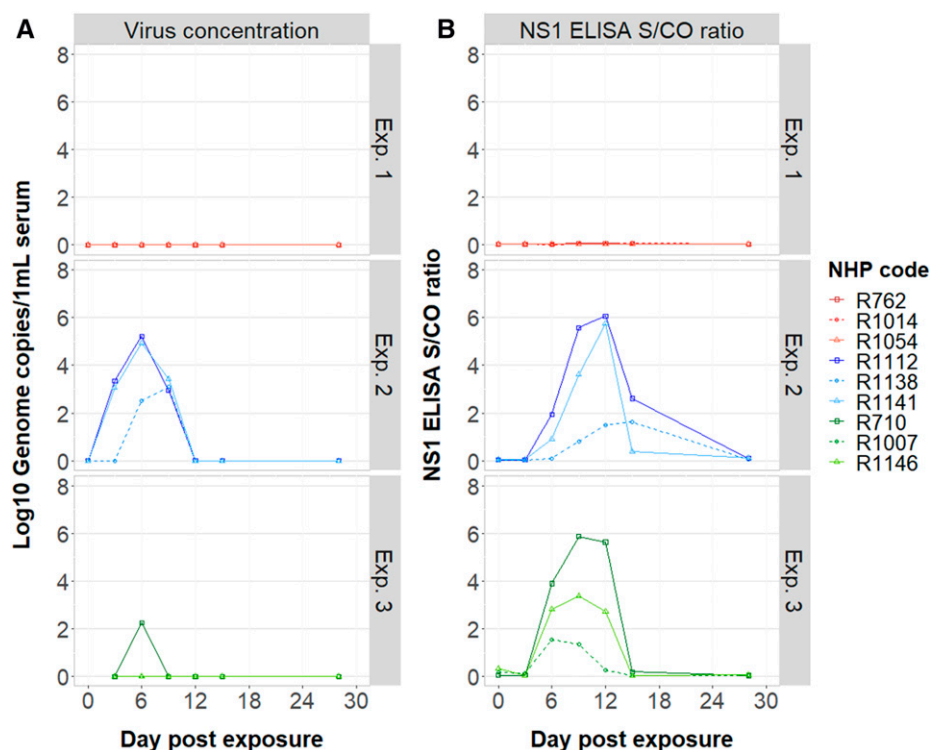 A
Virus concentration
Log10 Genome copies/1mL serum
8
6
4
2
0
Exp. 1
8
6
4
2
0
Exp. 2
8
6
4
2
0
Exp. 3
0 6 12 18 24 30
Day post exposure
B
NS1 ELISA S/CO ratio
NS1 ELISA S/CO ratio
8
6
4
2
0
Exp. 1
8
6
4
2
0
Exp. 2
8
6
4
2
0
Exp. 3
0 6 12 18 24 30
Day post exposure
NHP code
R762
R1014
R1054
R1112
R1138
R1141
R710
R1007
R1146